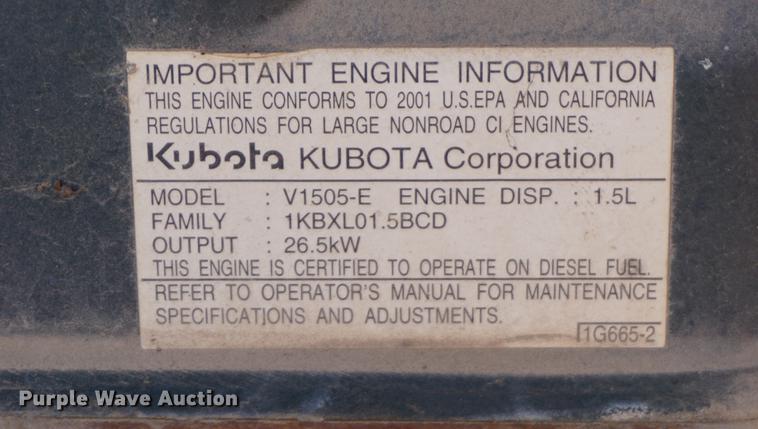 IMPORTANT ENGINE INFORMATION
THIS ENGINE CONFORMS TO 2001 U.S.EPA AND CALIFORNIA
REGULATIONS FOR LARGE NONROAD CI ENGINES.
Kubota KUBOTA Corporation
MODEL : V1505-E ENGINE DISP. : 1.5L
FAMILY : 1KBXL01.5BCD
OUTPUT : 26.5kW
THIS ENGINE IS CERTIFIED TO OPERATE ON DIESEL FUEL.
REFER TO OPERATOR'S MANUAL FOR MAINTENANCE
SPECIFICATIONS AND ADJUSTMENTS.
1G665-2
Purple Wave Auction